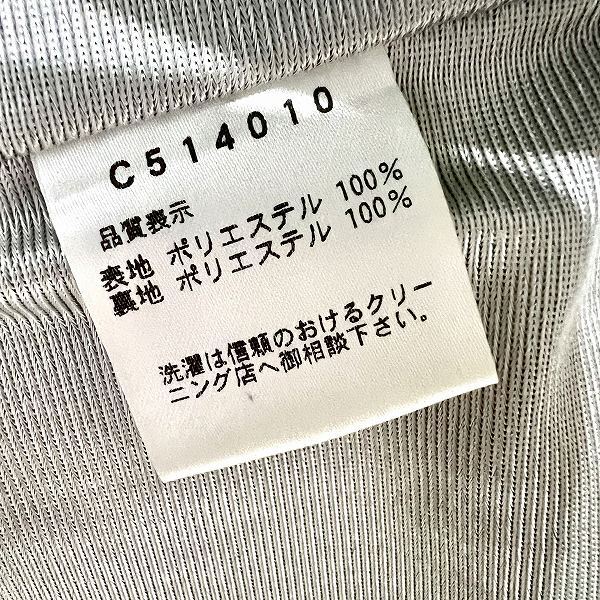 C514010
品質表示
表地 ポリエステル 100%
裏地 ポリエステル 100%
洗濯は信頼のおけるクリー
ニング店へ御相談下さい。